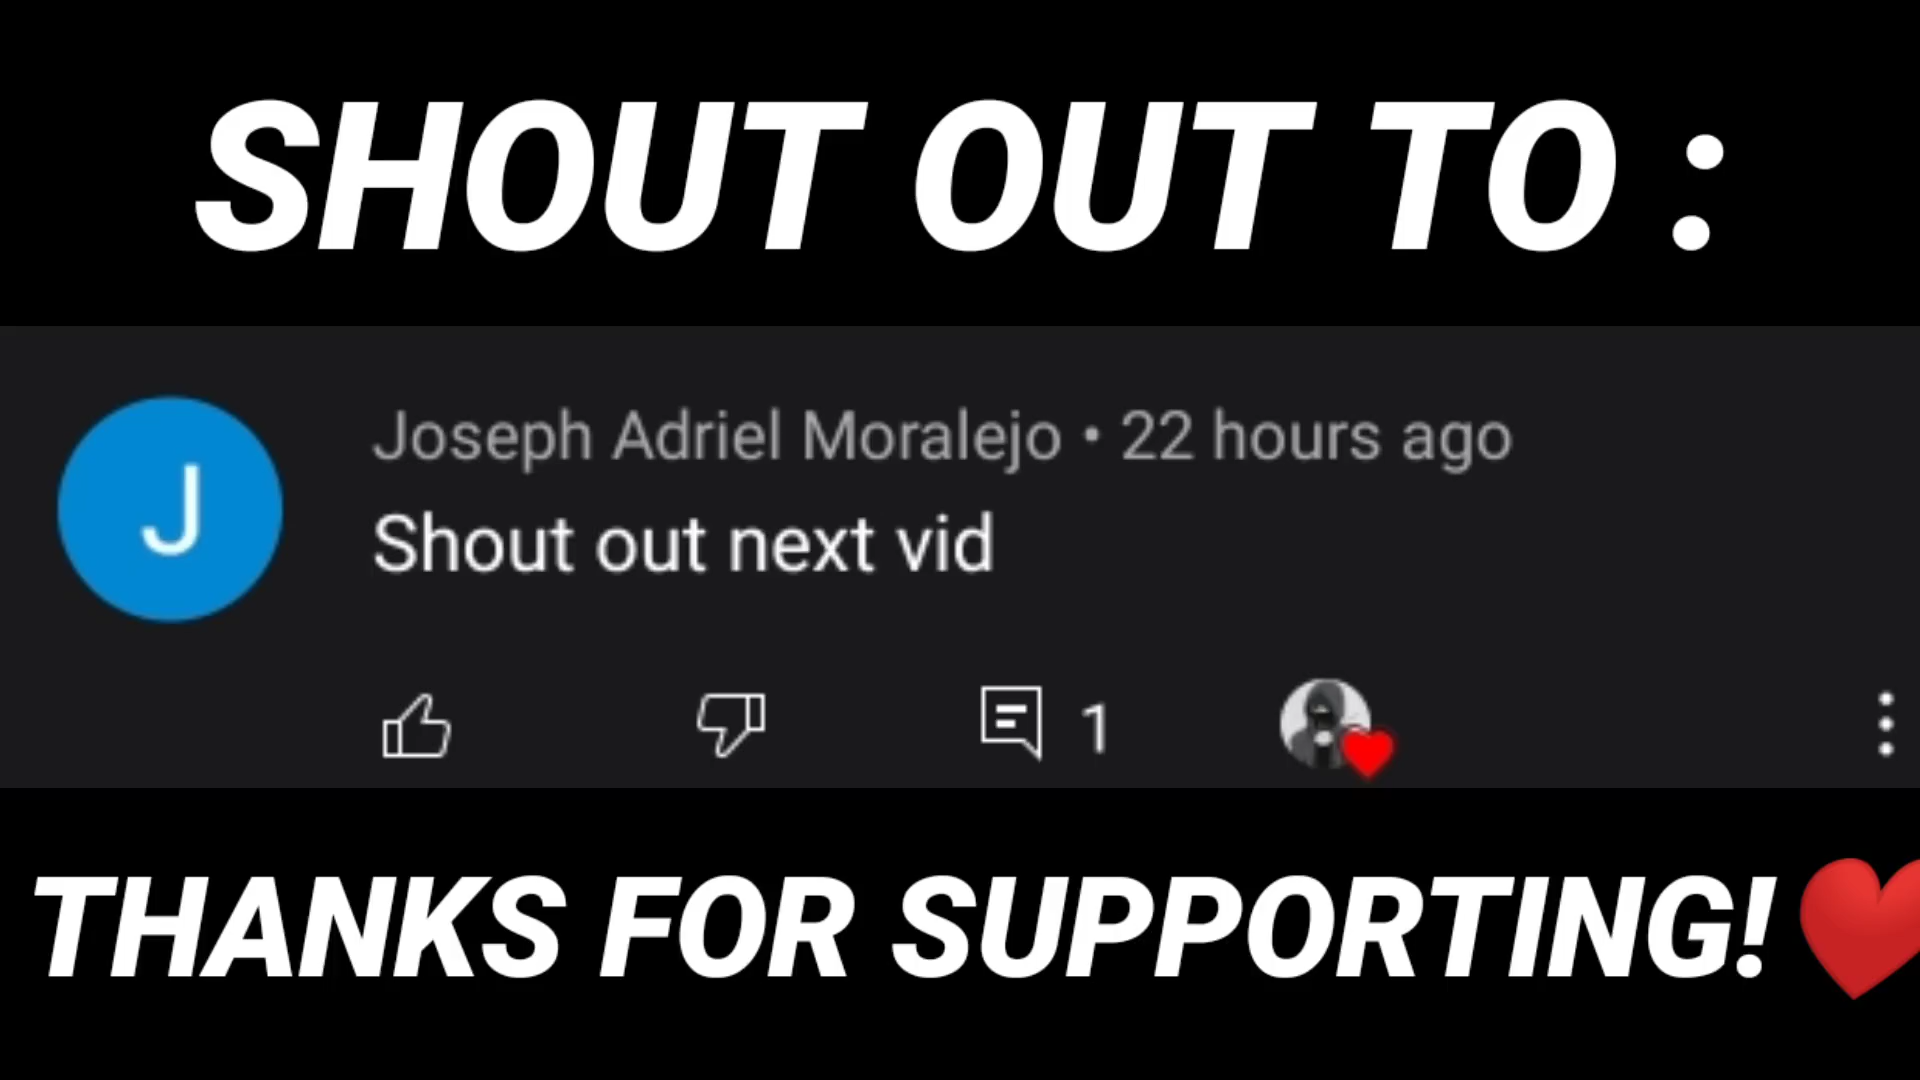 SHOUT OUT TO :
J
Joseph Adriel Moralejo • 22 hours ago
Shout out next vid
1
THANKS FOR SUPPORTING! ❤